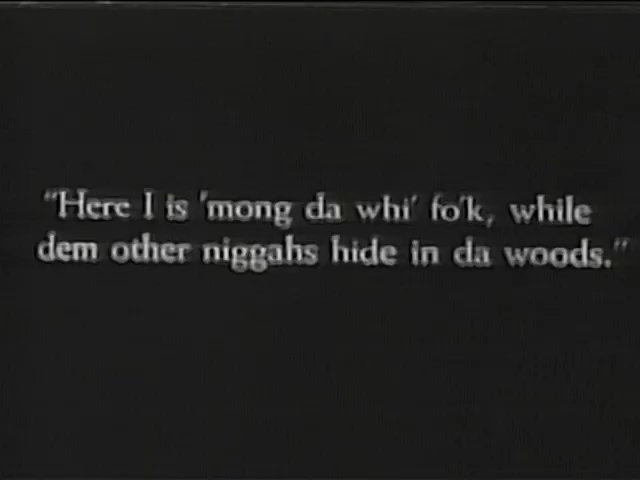 "Here I is 'mong da whi' fo'k, while
dem other niggahs hide in da woods."